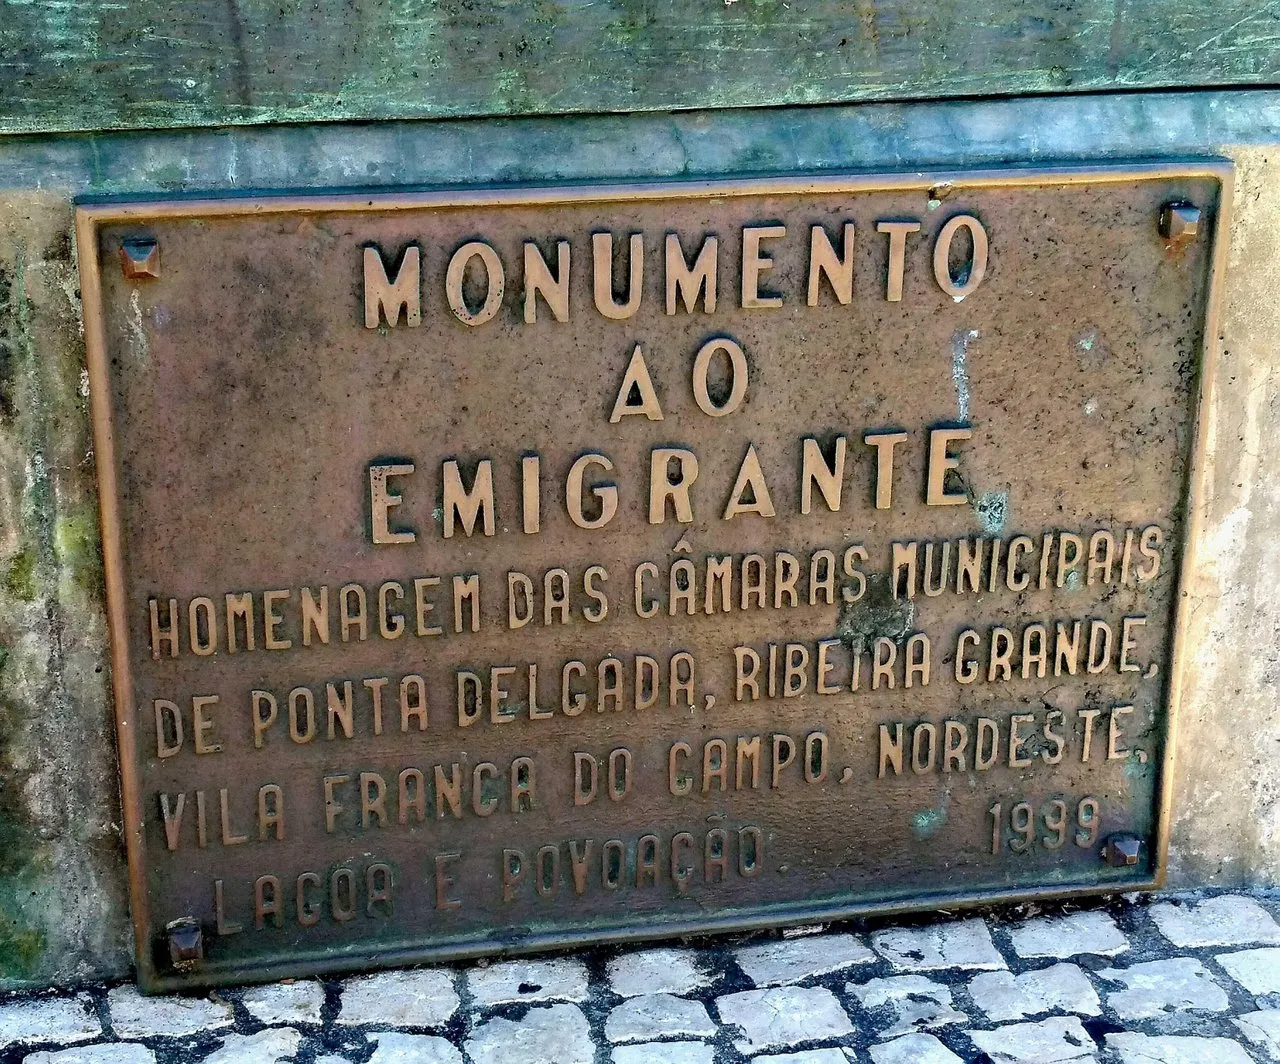 MONUMENTO
AO
EMIGRANTE
HOMENAGEM DAS CÂMARAS MUNICIPAIS
DE PONTA DELGADA, RIBEIRA GRANDE,
VILA FRANCA DO CAMPO, NORDESTE,
LAGOA E POVOAÇÃO. 1999